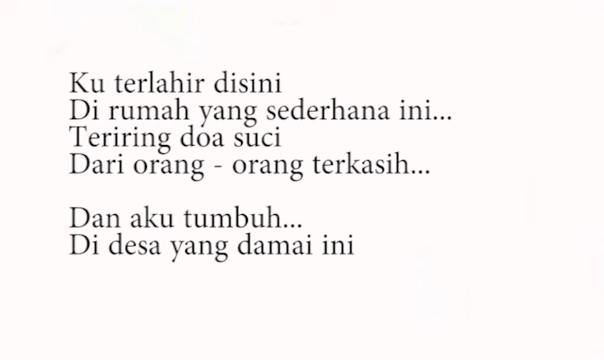 Ku terlahir disini
Di rumah yang sederhana ini...
Teriring doa suci
Dari orang - orang terkasih...
Dan aku tumbuh...
Di desa yang damai ini